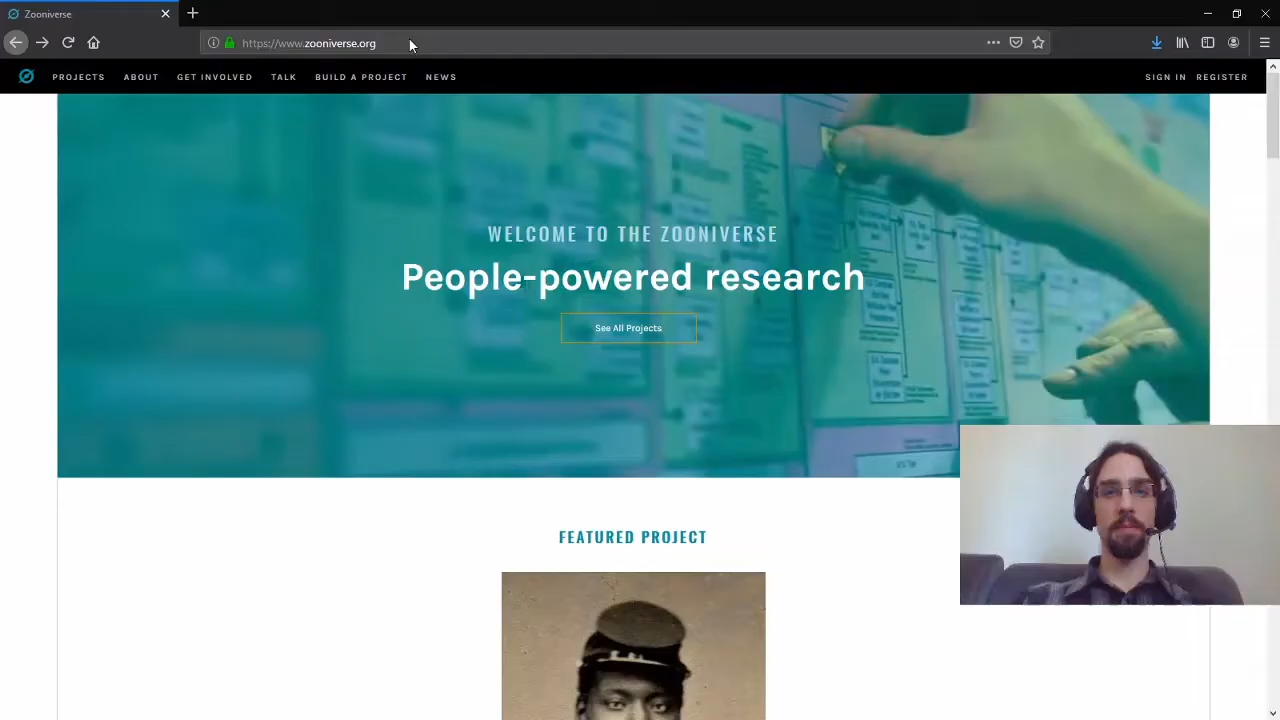 Zooniverse
https://www.zooniverse.org
PROJECTS ABOUT GET INVOLVED TALK BUILD A PROJECT NEWS SIGN IN REGISTER
WELCOME TO THE ZOONIVERSE
People-powered research
See All Projects
FEATURED PROJECT